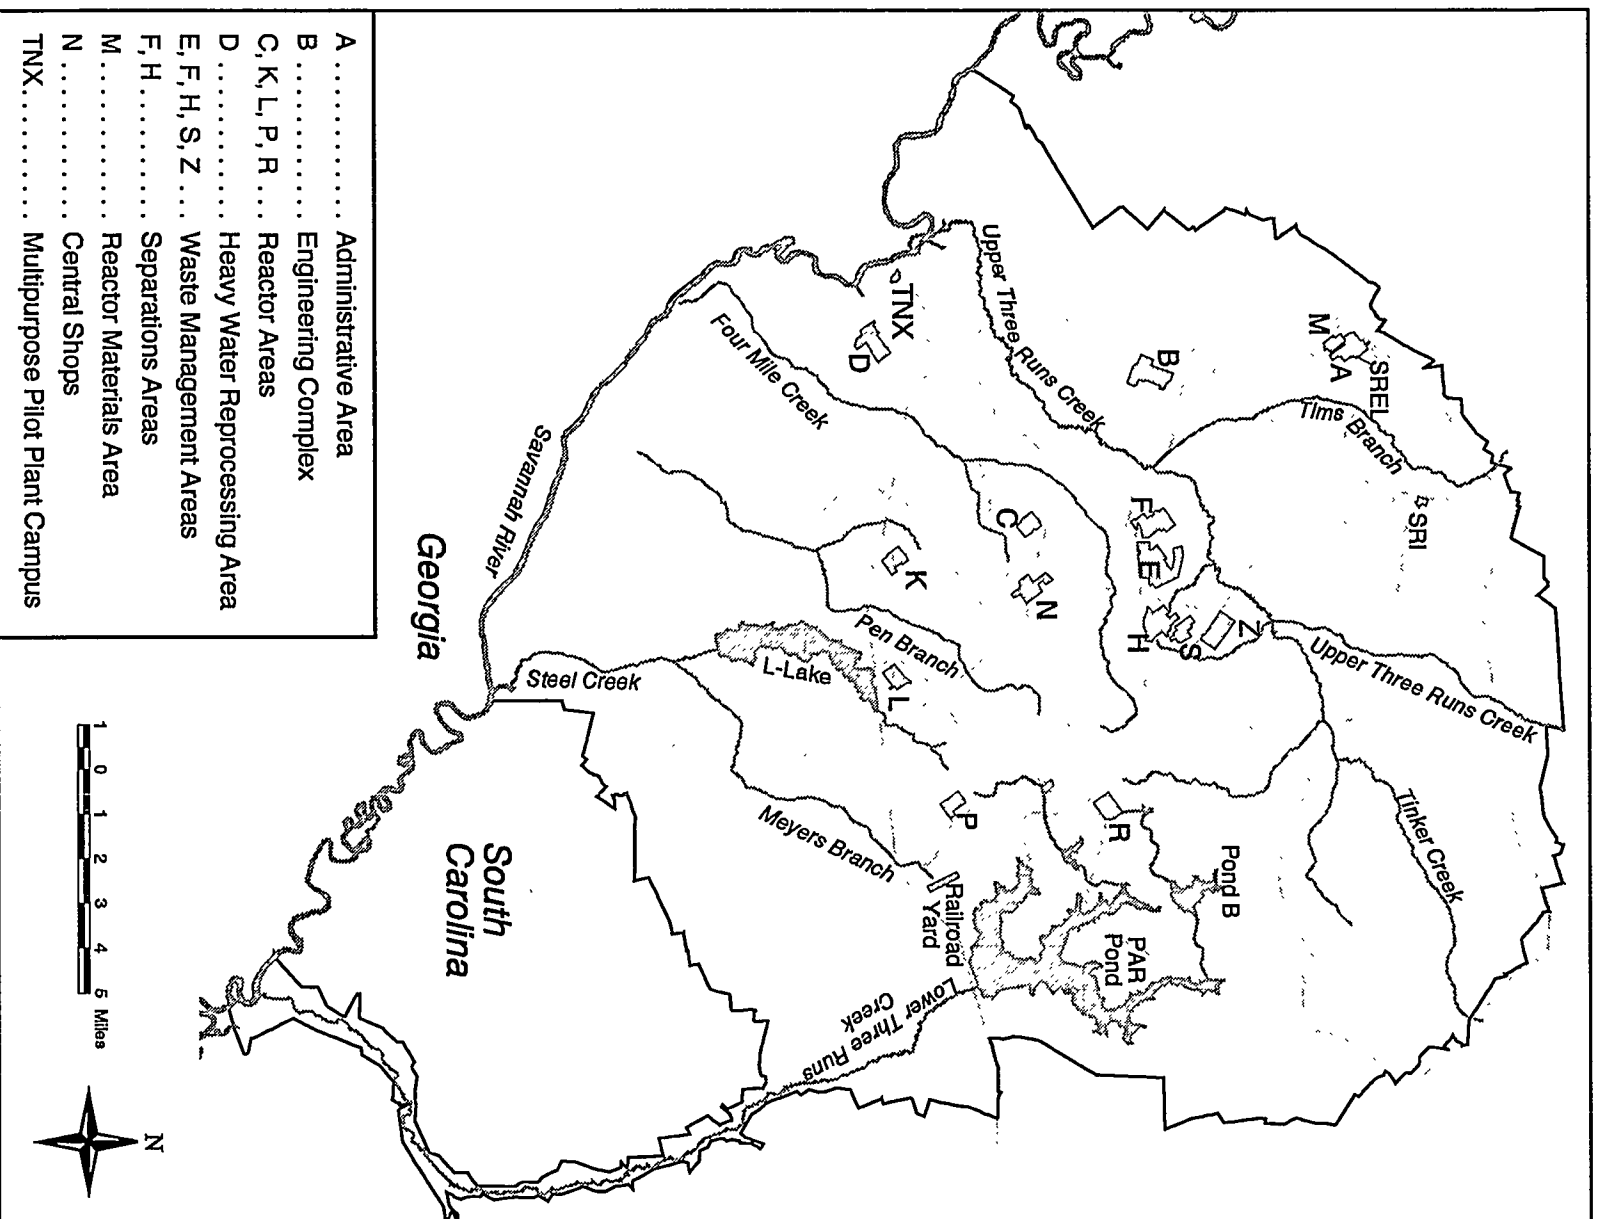 SREL
M
A
Tims Branch
SRI
B
Upper Three Runs Creek
TNX
D
Four Mile Creek
F
E
H
S
Z
Upper Three Runs Creek
Tinker Creek
C
N
K
Pen Branch
L-Lake
L
Steel Creek
Savannah River
Georgia
R
Pond B
PAR
Pond
P
Railroad
Yard
Meyers Branch
Lower Three Runs
Creek
South
Carolina
A . . . . . . . . . . . Administrative Area
B . . . . . . . . . . . Engineering Complex
C, K, L, P, R . . . Reactor Areas
D . . . . . . . . . . . Heavy Water Reprocessing Area
E, F, H, S, Z . . . Waste Management Areas
F, H . . . . . . . . . Separations Areas
M . . . . . . . . . . . Reactor Materials Area
N . . . . . . . . . . . Central Shops
TNX . . . . . . . . . Multipurpose Pilot Plant Campus
1 0 1 2 3 4 5 Miles
N